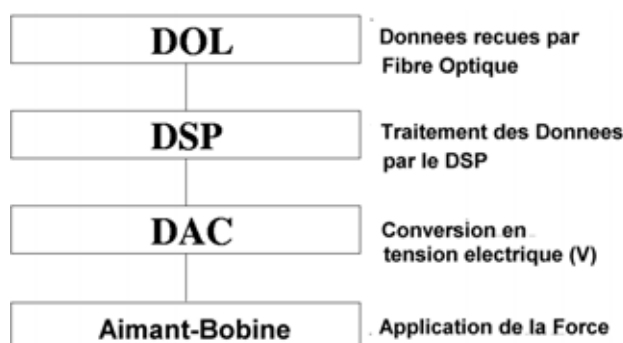 DOL
Donnees recues par
Fibre Optique
DSP
Traitement des Donnees
par le DSP
DAC
Conversion en
tension electrique (V)
Aimant-Bobine
Application de la Force